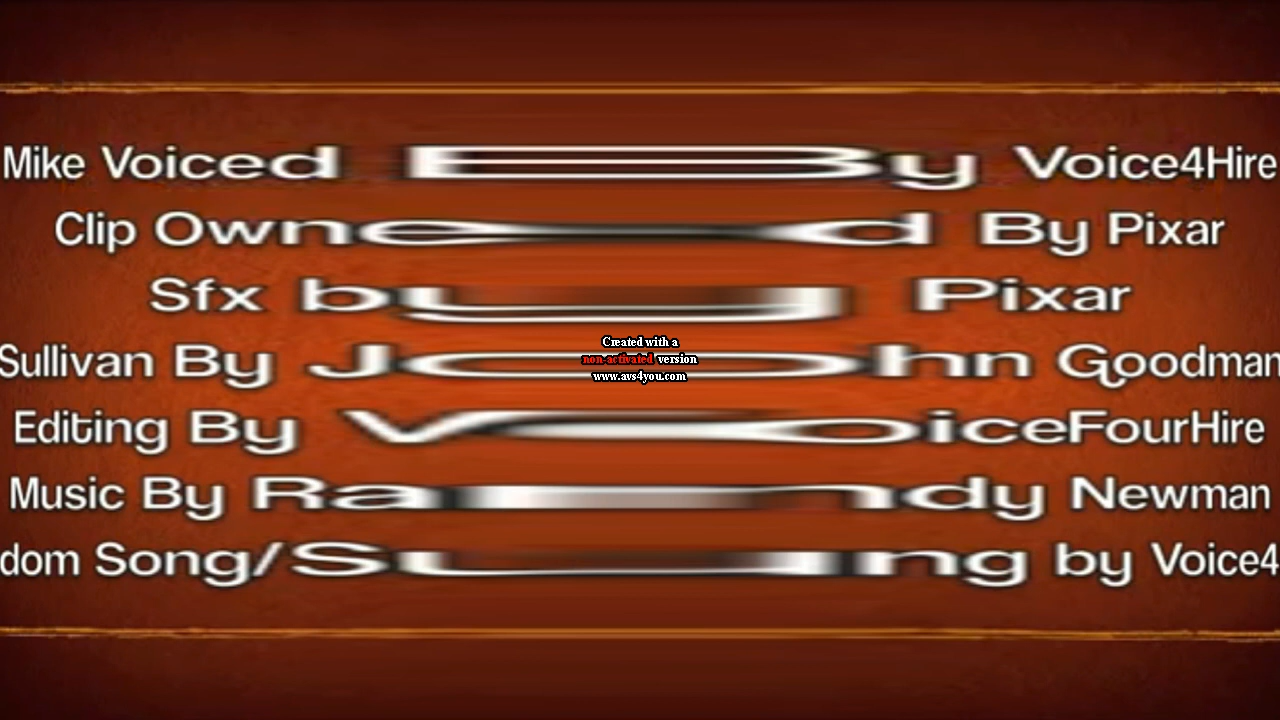 Mike Voiced By Voice4Hire
Clip Owned By Pixar
Sfx by Pixar
Sullivan By John Goodman
Editing By VoiceFourHire
Music By Randy Newman
dom Song/Sung by Voice4
Created with a
non-activated version
www.avs4you.com